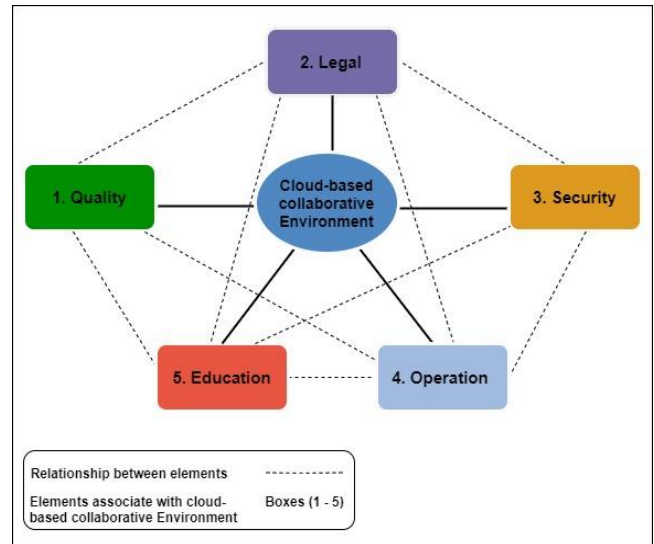 2. Legal
Cloud-based
collaborative
Environment
1. Quality
3. Security
5. Education
4. Operation
Relationship between elements
Elements associate with cloud-
based collaborative Environment
Boxes (1 - 5)